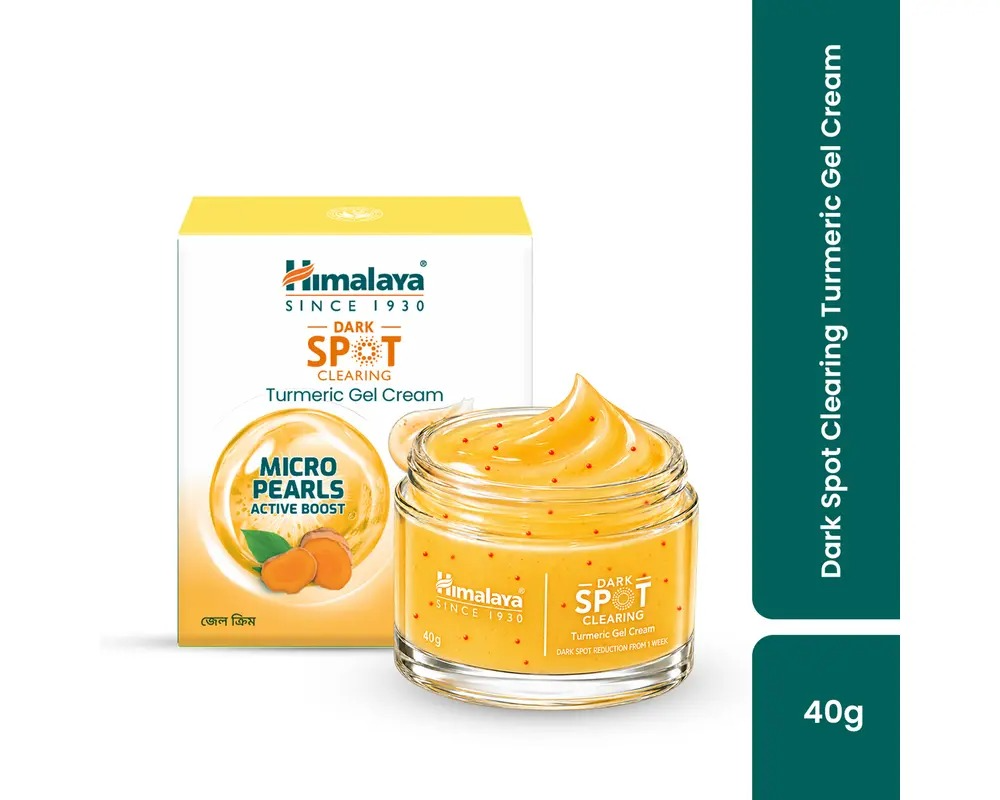 Himalaya®
SINCE 1930
DARK
SPOT
CLEARING
Turmeric Gel Cream
MICRO
PEARLS
ACTIVE BOOST
জেল ক্রিম
Himalaya®
SINCE 1930
40g
DARK
SPOT
CLEARING
Turmeric Gel Cream
DARK SPOT REDUCTION FROM 1 WEEK
Dark Spot Clearing Turmeric Gel Cream
40g